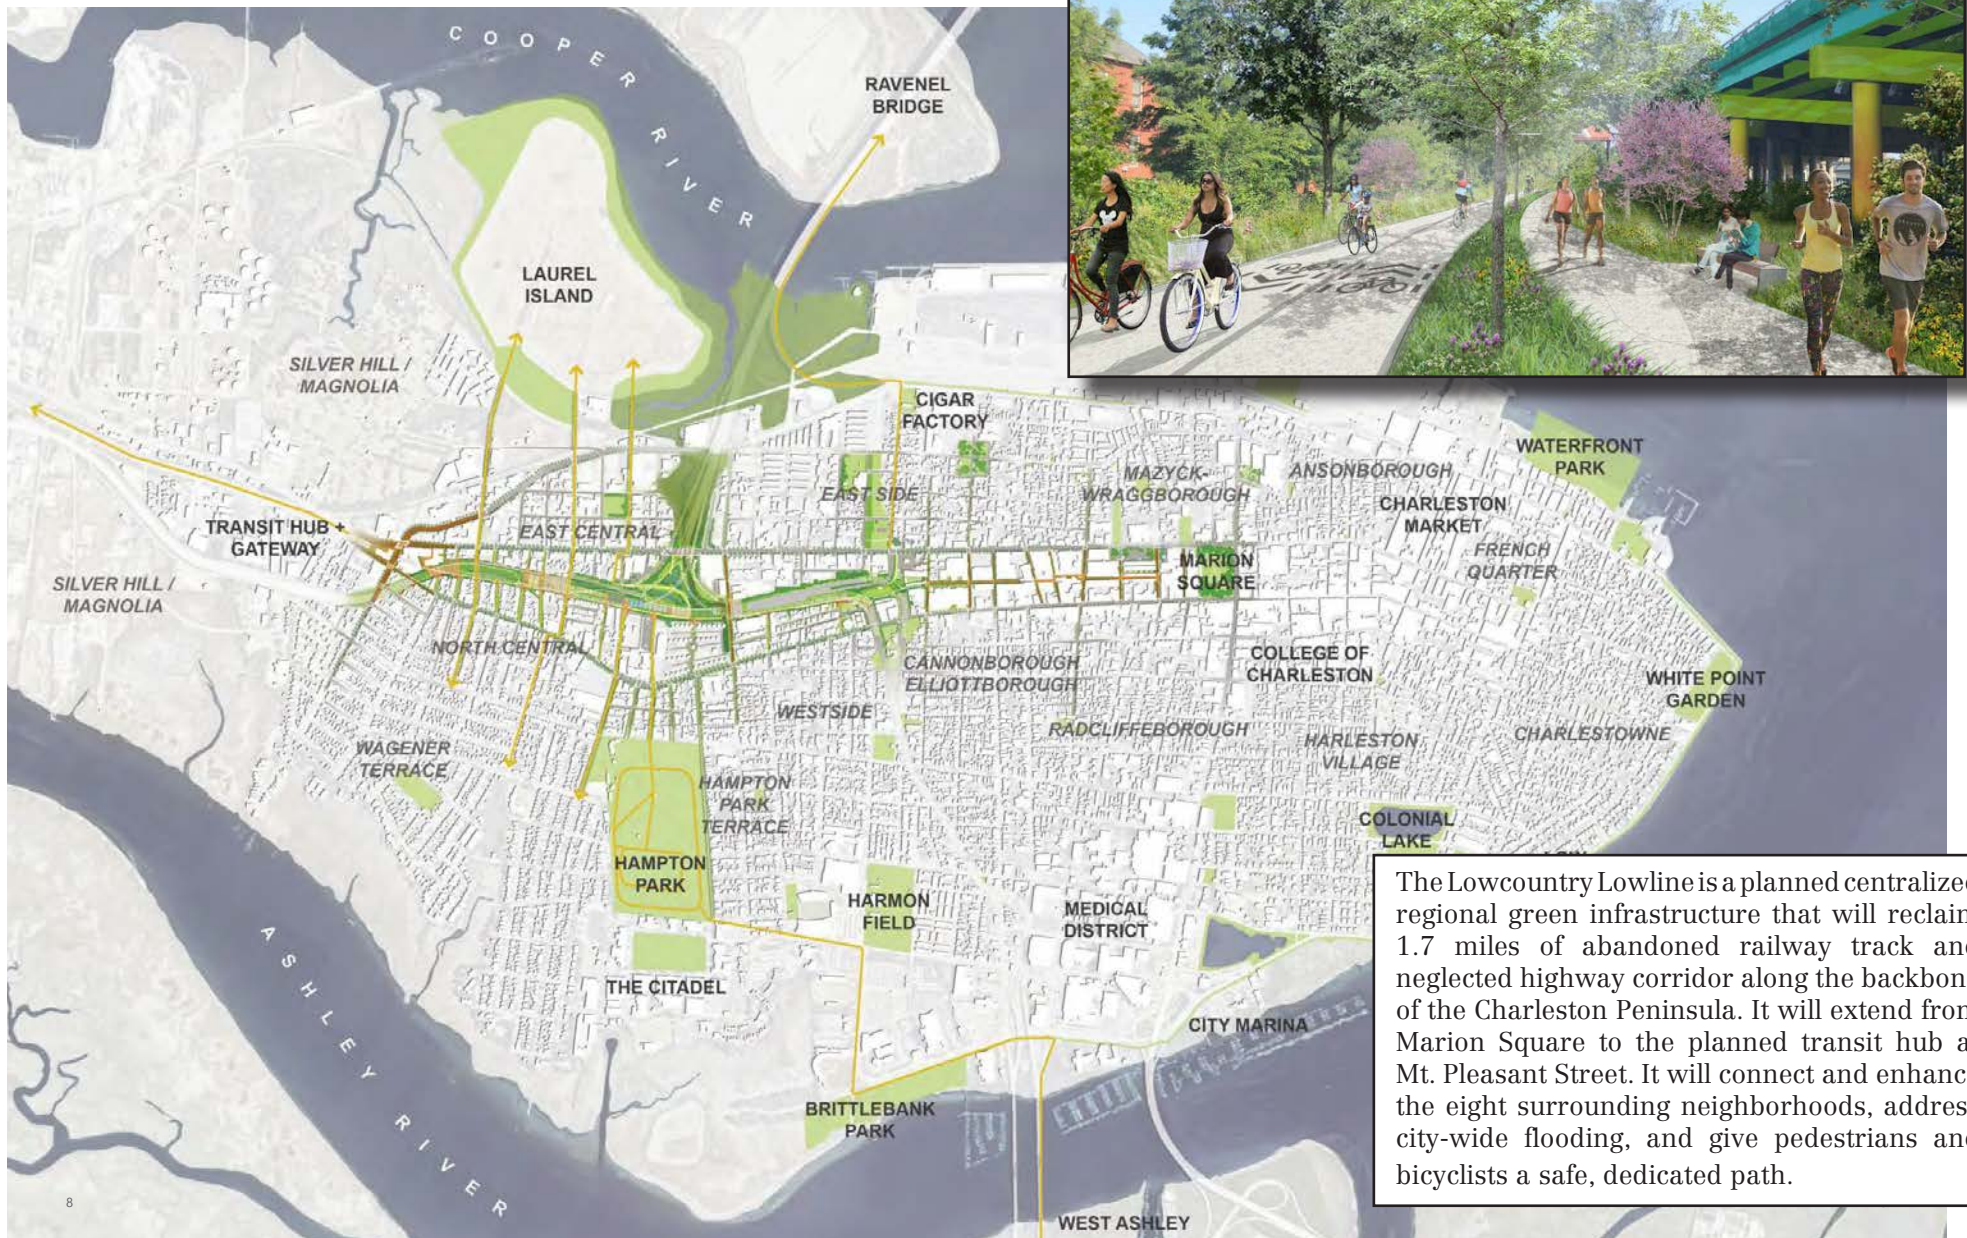 COOPER RIVER
RAVENEL
BRIDGE
LAUREL
ISLAND
SILVER HILL /
MAGNOLIA
CIGAR
FACTORY
WATERFRONT
PARK
MAZYCK-
WRAGGBOROUGH
ANSONBOROUGH
EAST SIDE
CHARLESTON
MARKET
TRANSIT HUB +
GATEWAY
EAST CENTRAL
FRENCH
QUARTER
MARION
SQUARE
SILVER HILL /
MAGNOLIA
NORTH CENTRAL
CANNONBOROUGH
ELLIOTTBOROUGH
COLLEGE OF
CHARLESTON
WHITE POINT
GARDEN
WESTSIDE
RADCLIFFEBOROUGH
HARLESTON
VILLAGE
CHARLESTOWNE
WAGENER
TERRACE
HAMPTON
PARK
TERRACE
COLONIAL
LAKE
HAMPTON
PARK
HARMON
FIELD
MEDICAL
DISTRICT
THE CITADEL
ASHLEY RIVER
CITY MARINA
BRITTLEBANK
PARK
WEST ASHLEY
The Lowcountry Lowline is a planned centralized
regional green infrastructure that will reclaim
1.7 miles of abandoned railway track and
neglected highway corridor along the backbon
of the Charleston Peninsula. It will extend from
Marion Square to the planned transit hub a
Mt. Pleasant Street. It will connect and enhanc
the eight surrounding neighborhoods, addres
city-wide flooding, and give pedestrians and
bicyclists a safe, dedicated path.
8